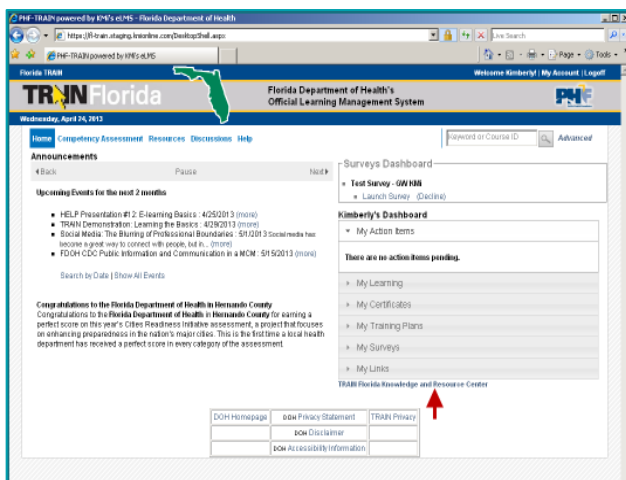 PHF-TRAIN powered by KMi's eLMS - Florida Department of Health
https://fl-train.staging.kmionline.com/DesktopShell.aspx
Live Search
PHF-TRAIN powered by KMi's eLMS
Page
Tools
Florida TRAIN
Welcome Kimberly! | My Account | Logoff
TRAIN Florida
Florida Department of Health's
Official Learning Management System
PHF
Wednesday, April 24, 2013
Home Competency Assessment Resources Discussions Help
Keyword or Course ID
Advanced
Announcements
Back Pause Next
Upcoming Events for the next 2 months
HELP Presentation #12: E-learning Basics : 4/25/2013 (more)
TRAIN Demonstration: Learning the Basics : 4/29/2013 (more)
Social Media: The Blurring of Professional Boundaries : 5/1/2013 Social media has
become a great way to connect with people, but in... (more)
FDOH CDC Public Information and Communication in a MCM : 5/15/2013 (more)
Search by Date | Show All Events
Congratulations to the Florida Department of Health in Hernando County
Congratulations to the Florida Department of Health in Hernando County for earning a
perfect score on this year's Cities Readiness Initiative assessment, a project that focuses
on enhancing preparedness in the nation's major cities. This is the first time a local health
department has received a perfect score in every category of the assessment.
Surveys Dashboard
Test Survey - GW KMi
Launch Survey (Decline)
Kimberly's Dashboard
My Action Items
There are no action items pending.
My Learning
My Certificates
My Training Plans
My Surveys
My Links
TRAIN Florida Knowledge and Resource Center
DOH Homepage DOH Privacy Statement TRAIN Privacy
DOH Disclaimer
DOH Accessibility Information